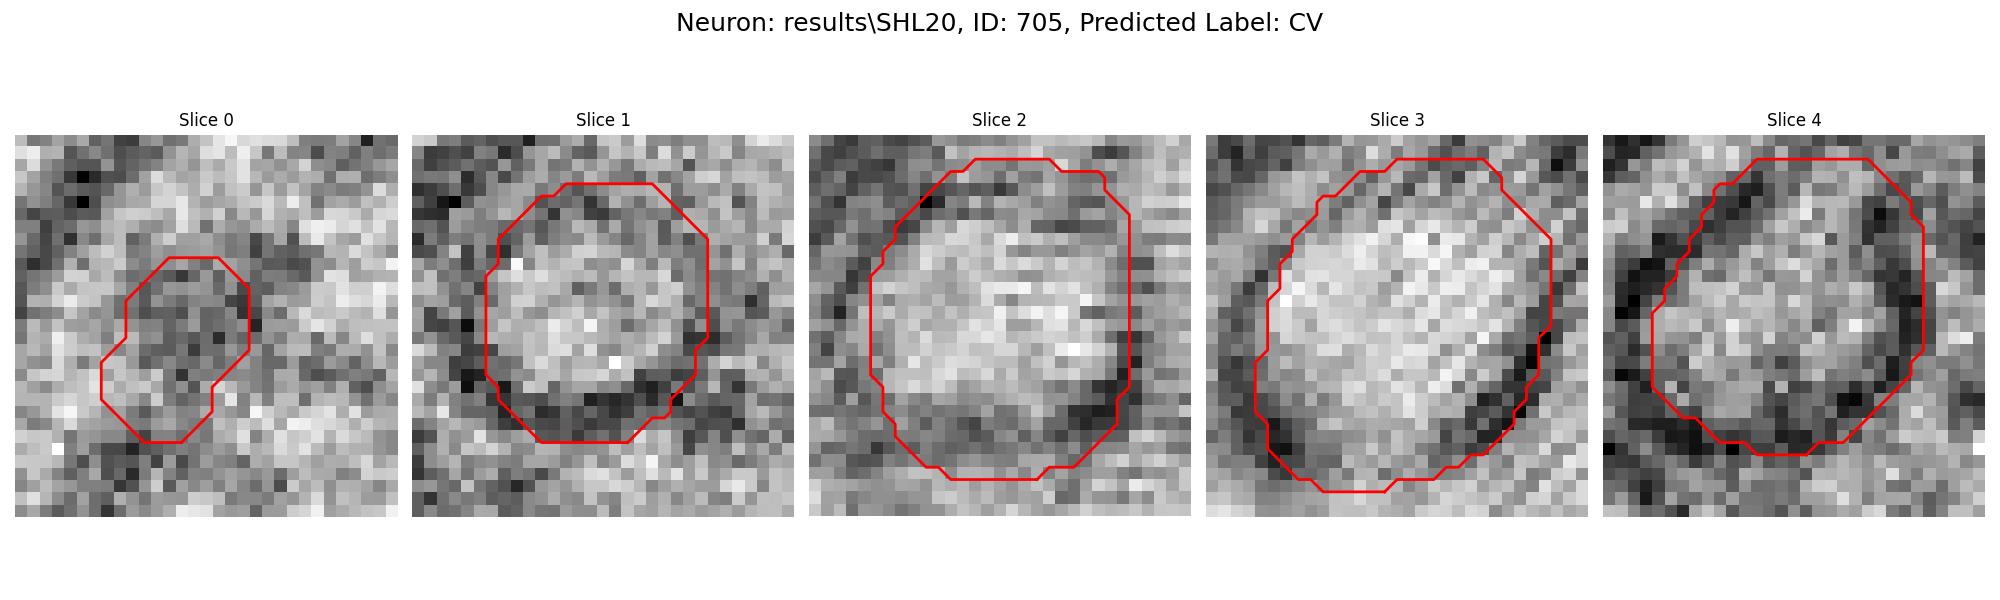 Neuron: results\SHL20, ID: 705, Predicted Label: CV
Slice 0
Slice 1
Slice 2
Slice 3
Slice 4